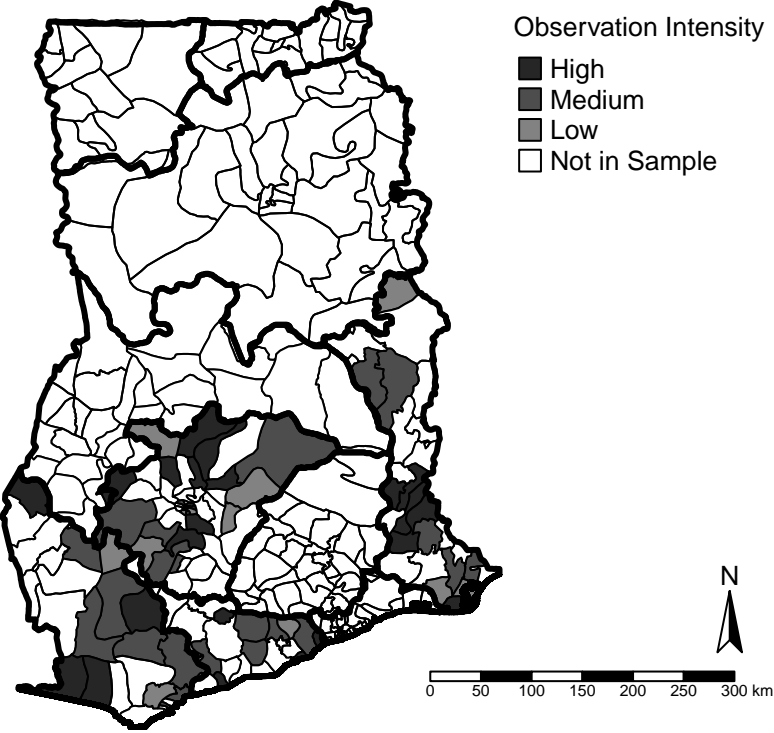 Observation Intensity
High
Medium
Low
Not in Sample
N
0 50 100 150 200 250 300 km